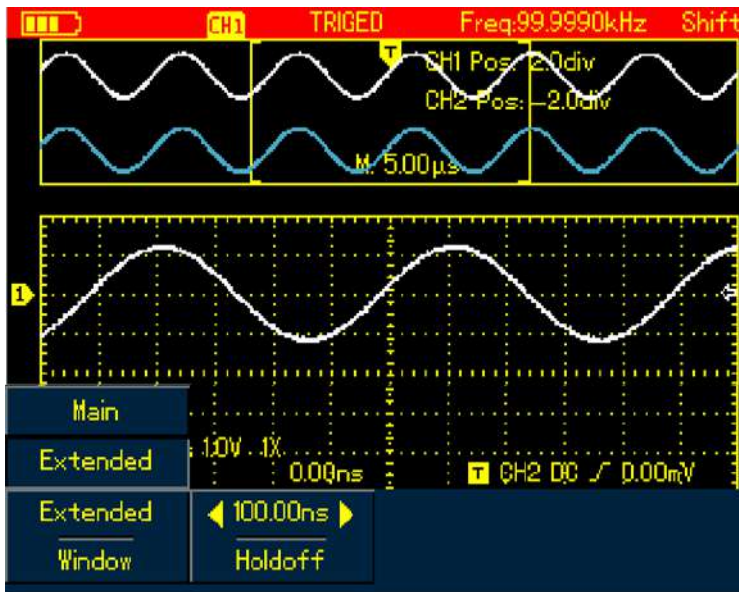 CH1 TRIGED Freq:99.9990kHz Shift
T CH1 Pos: 2.0div
CH2 Pos: -2.0div
M: 5.00µs
1
Main
1.0V 1X
Extended
0.00ns T CH2 DC 0.00mV
Extended 100.00ns
Window Holdoff